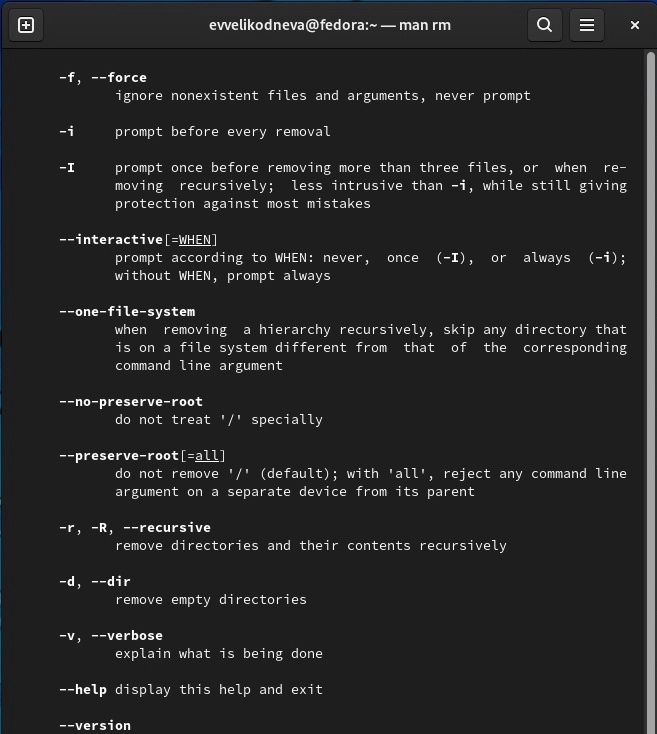 evvelikodneva@fedora:~ — man rm
-f, --force
ignore nonexistent files and arguments, never prompt
-i prompt before every removal
-I prompt once before removing more than three files, or when re-
moving recursively; less intrusive than -i, while still giving
protection against most mistakes
--interactive[=WHEN]
prompt according to WHEN: never, once (-I), or always (-i);
without WHEN, prompt always
--one-file-system
when removing a hierarchy recursively, skip any directory that
is on a file system different from that of the corresponding
command line argument
--no-preserve-root
do not treat '/' specially
--preserve-root[=all]
do not remove '/' (default); with 'all', reject any command line
argument on a separate device from its parent
-r, -R, --recursive
remove directories and their contents recursively
-d, --dir
remove empty directories
-v, --verbose
explain what is being done
--help display this help and exit
--version